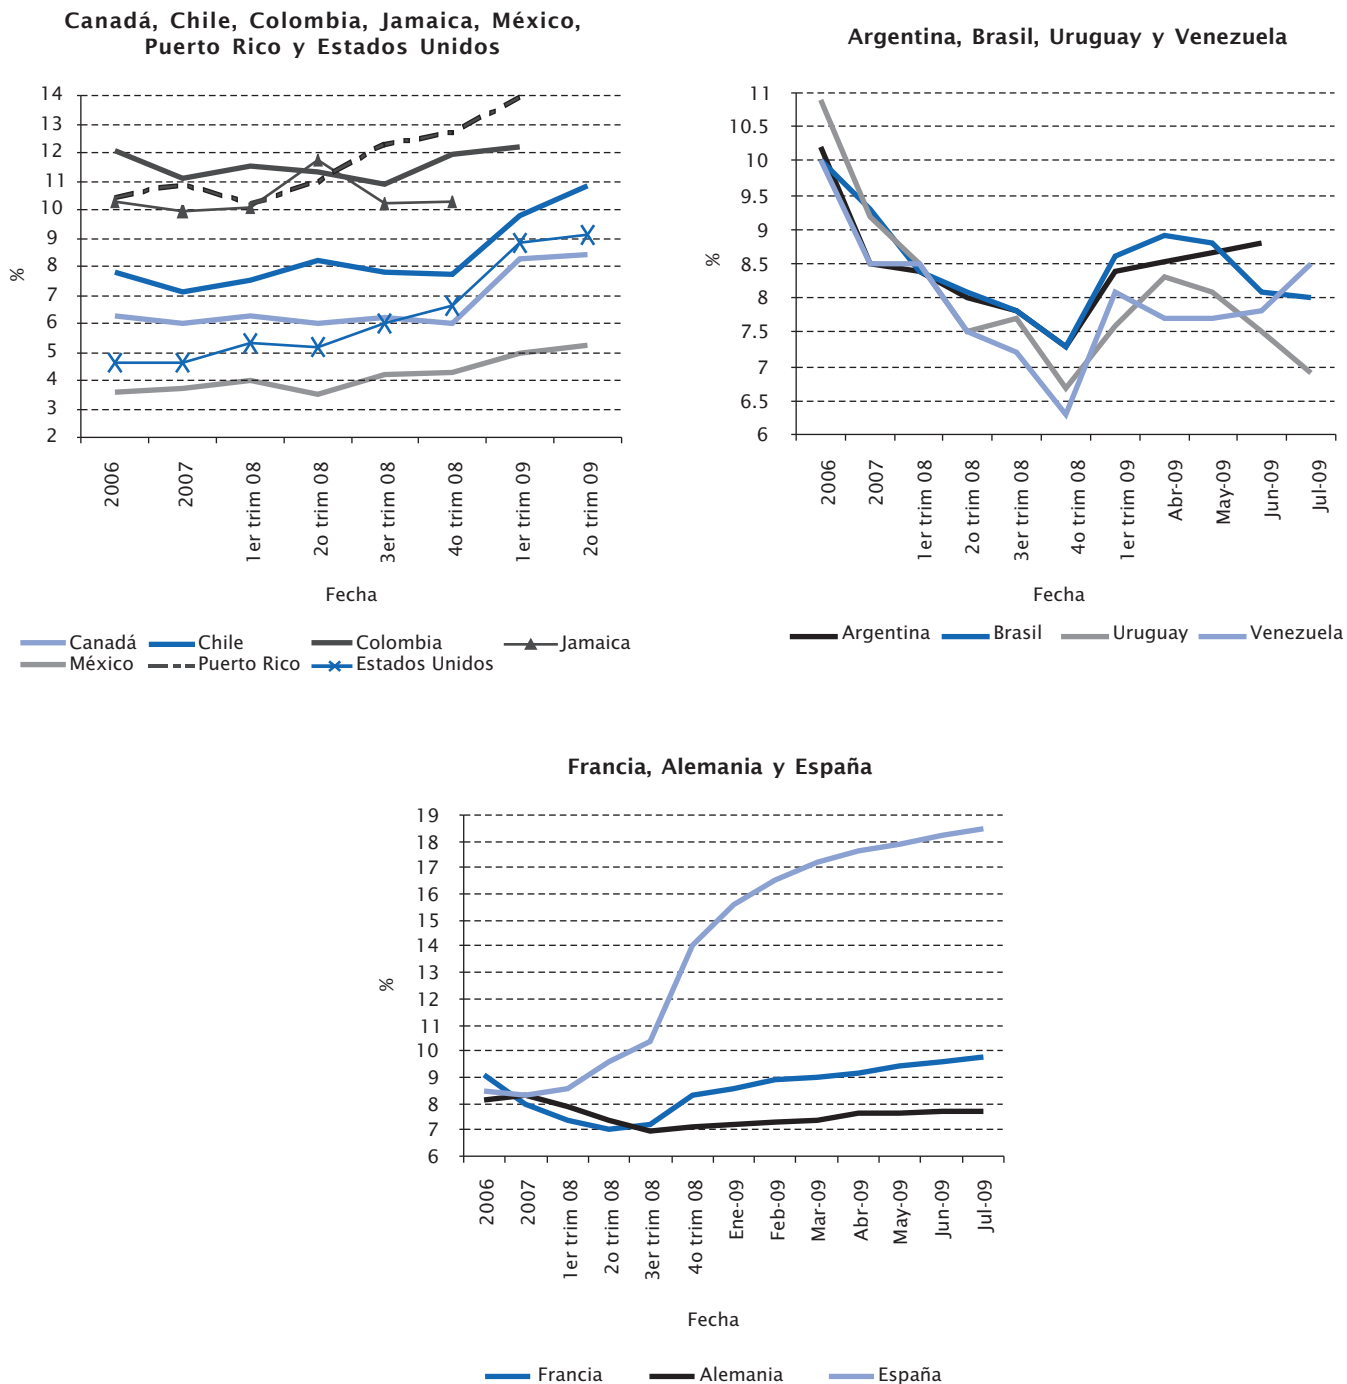 Canadá, Chile, Colombia, Jamaica, México,
Puerto Rico y Estados Unidos
14
13
12
11
10
9
8
7
6
5
4
3
2
%
2006
2007
1er trim 08
2o trim 08
3er trim 08
4o trim 08
1er trim 09
2o trim 09
Fecha
Canadá Chile Colombia Jamaica
México Puerto Rico Estados Unidos
Argentina, Brasil, Uruguay y Venezuela
11
10.5
10
9.5
9
8.5
8
7.5
7
6.5
6
%
2006
2007
1er trim 08
2o trim 08
3er trim 08
4o trim 08
1er trim 09
Abr-09
May-09
Jun-09
Jul-09
Fecha
Argentina Brasil Uruguay Venezuela
Francia, Alemania y España
19
18
17
16
15
14
13
12
11
10
9
8
7
6
%
2006
2007
1er trim 08
2o trim 08
3er trim 08
4o trim 08
Ene-09
Feb-09
Mar-09
Abr-09
May-09
Jun-09
Jul-09
Fecha
Francia Alemania España